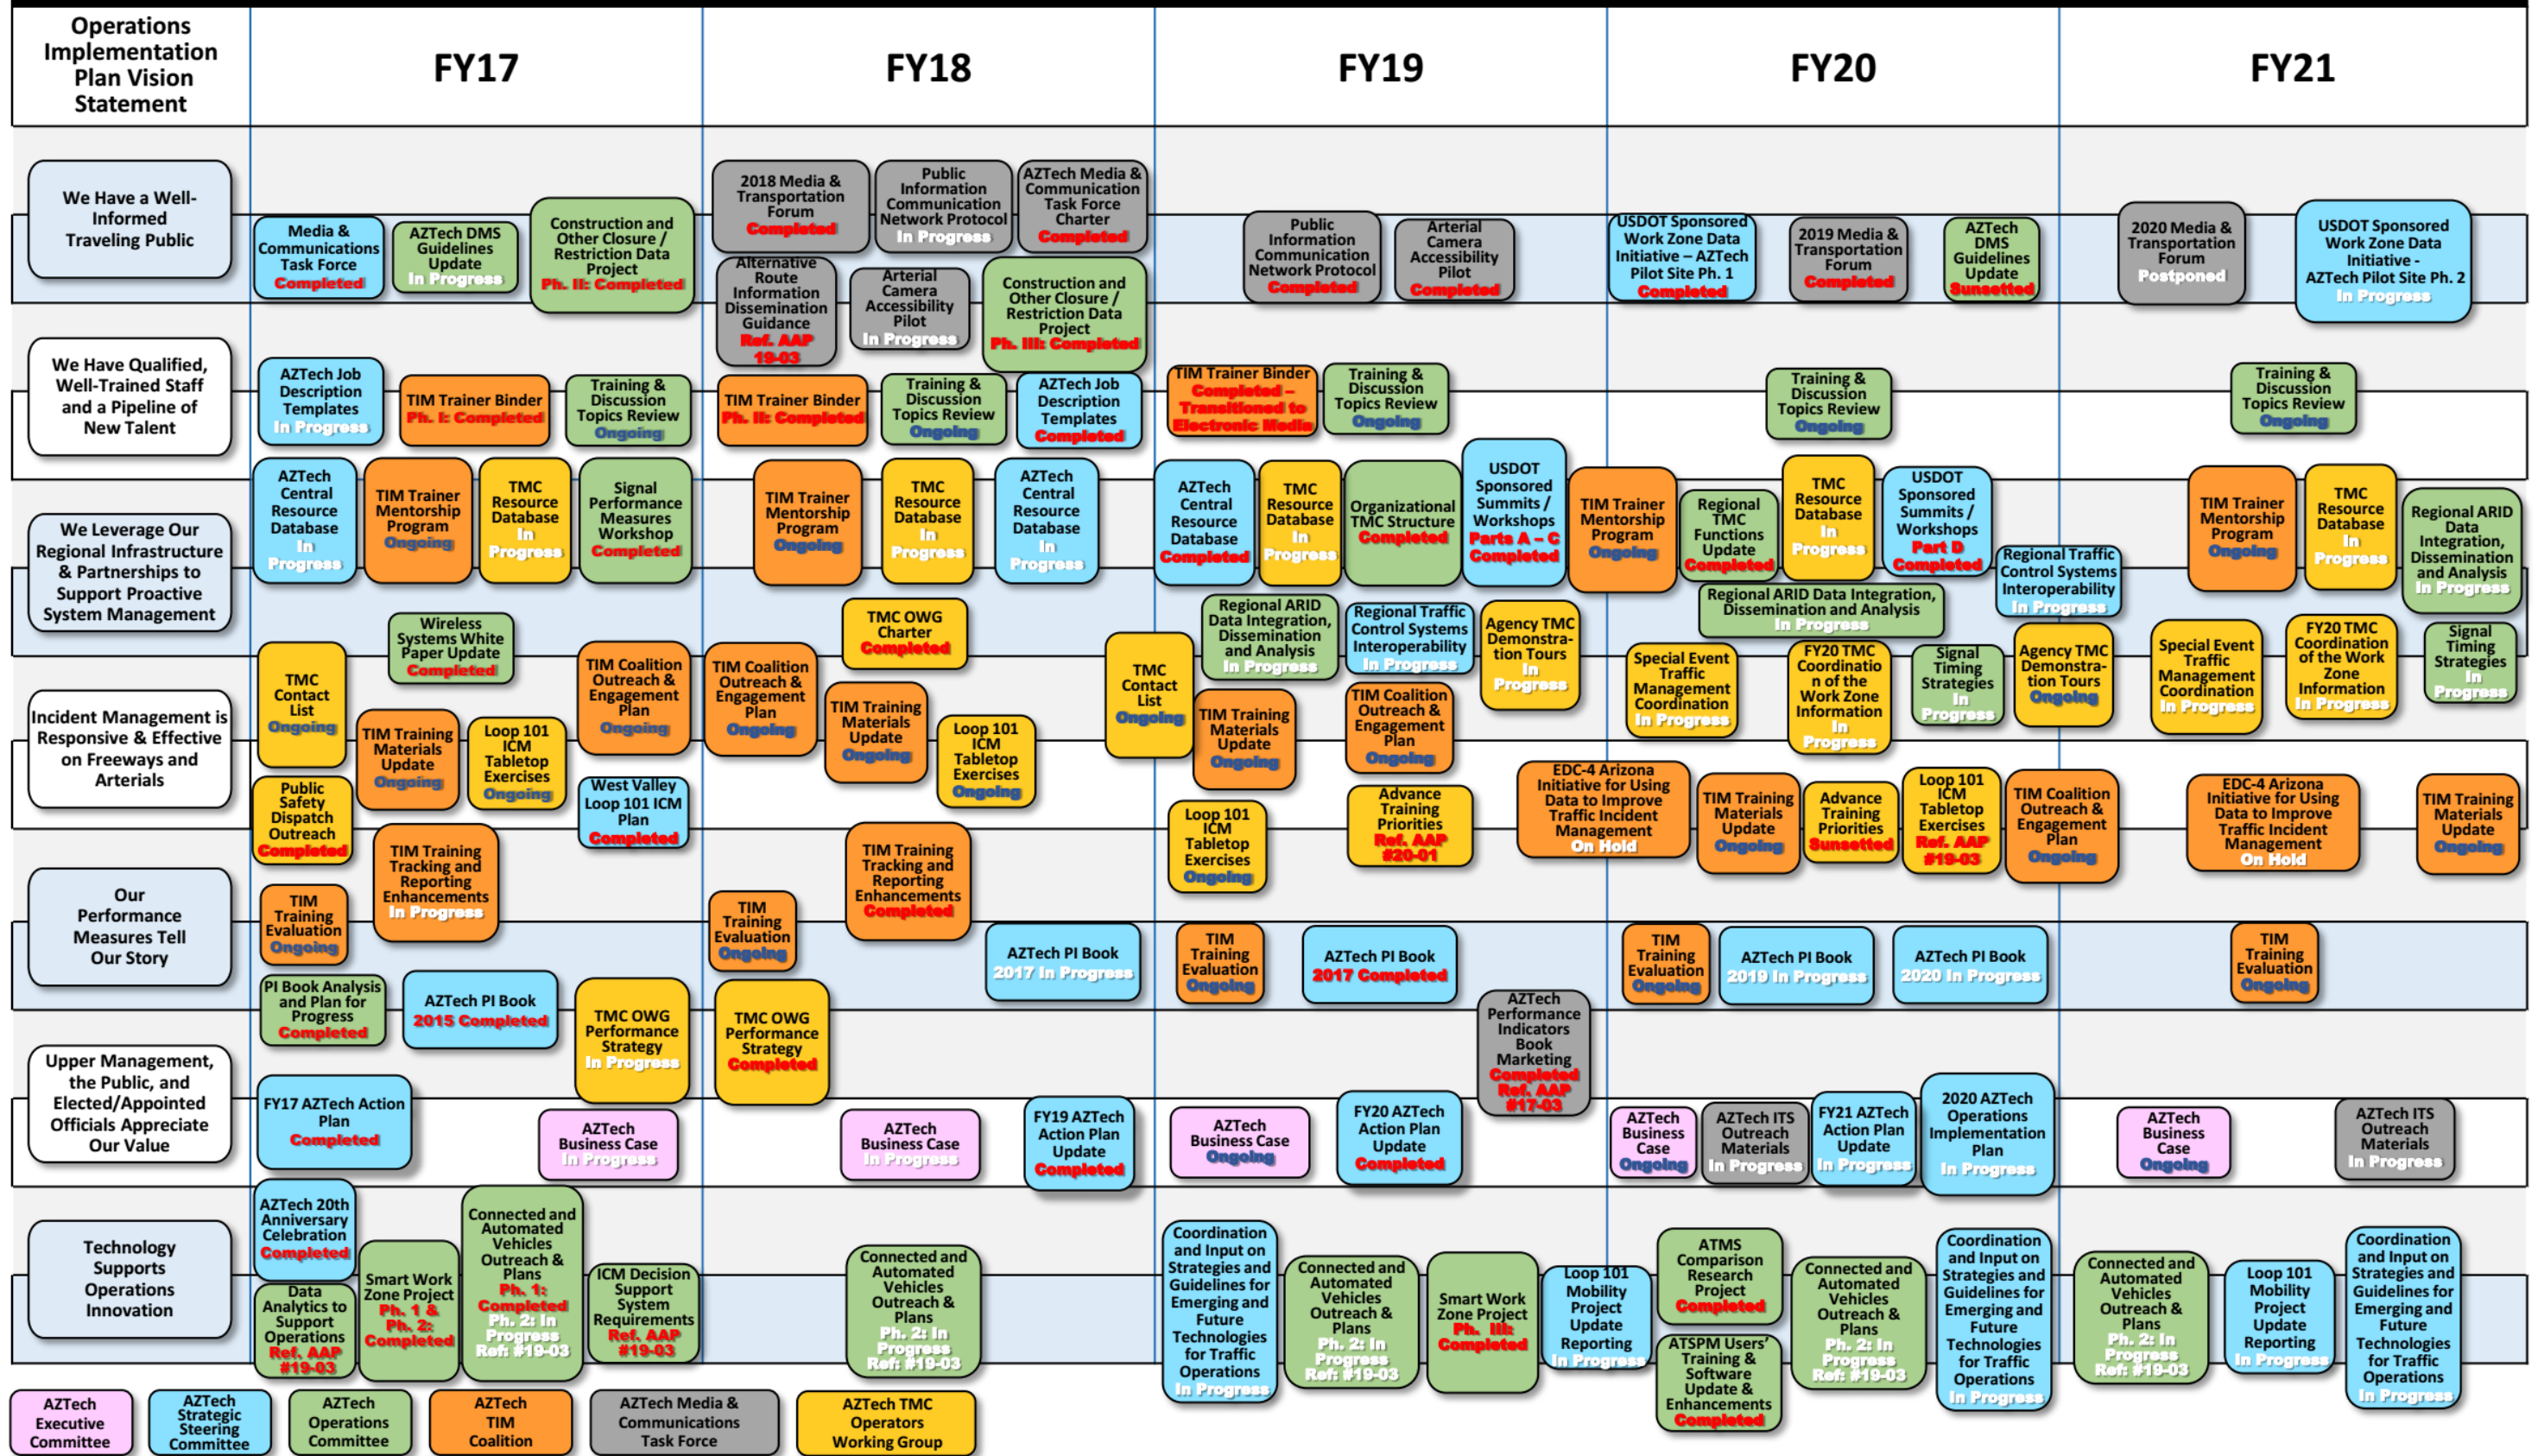 Operations
Implementation
Plan Vision
Statement
FY17
FY18
FY19
FY20
FY21
We Have a Well-
Informed
Traveling Public
Media &
Communications
Task Force
Completed
AZTech DMS
Guidelines
Update
In Progress
Construction and
Other Closure /
Restriction Data
Project
Ph. II: Completed
2018 Media &
Transportation
Forum
Completed
Public
Information
Communication
Network Protocol
In Progress
AZTech Media &
Communication
Task Force
Charter
Completed
Alternative
Route
Information
Dissemination
Guidance
Ref. AAP
19-03
Arterial
Camera
Accessibility
Pilot
In Progress
Construction and
Other Closure /
Restriction Data
Project
Ph. III: Completed
Public
Information
Communication
Network Protocol
Completed
Arterial
Camera
Accessibility
Pilot
Completed
USDOT Sponsored
Work Zone Data
Initiative – AZTech
Pilot Site Ph. 1
Completed
2019 Media &
Transportation
Forum
Completed
AZTech
DMS
Guidelines
Update
Sunsetted
2020 Media &
Transportation
Forum
Postponed
USDOT Sponsored
Work Zone Data
Initiative -
AZTech Pilot Site Ph. 2
In Progress
We Have Qualified,
Well-Trained Staff
and a Pipeline of
New Talent
AZTech Job
Description
Templates
In Progress
TIM Trainer Binder
Ph. I: Completed
Training &
Discussion
Topics Review
Ongoing
TIM Trainer Binder
Ph. II: Completed
Training &
Discussion
Topics Review
Ongoing
AZTech Job
Description
Templates
Completed
TIM Trainer Binder
Completed –
Transitioned to
Electronic Media
Training &
Discussion
Topics Review
Ongoing
Training &
Discussion
Topics Review
Ongoing
Training &
Discussion
Topics Review
Ongoing
We Leverage Our
Regional Infrastructure
& Partnerships to
Support Proactive
System Management
AZTech
Central
Resource
Database
In
Progress
TIM Trainer
Mentorship
Program
Ongoing
TMC
Resource
Database
In
Progress
Signal
Performance
Measures
Workshop
Completed
TIM Trainer
Mentorship
Program
Ongoing
TMC
Resource
Database
In
Progress
AZTech
Central
Resource
Database
In
Progress
AZTech
Central
Resource
Database
Completed
TMC
Resource
Database
In
Progress
Organizational
TMC Structure
Completed
USDOT
Sponsored
Summits /
Workshops
Parts A – C
Completed
TIM Trainer
Mentorship
Program
Ongoing
Regional
TMC
Functions
Update
Completed
TMC
Resource
Database
In
Progress
USDOT
Sponsored
Summits /
Workshops
Part D
Completed
Regional Traffic
Control Systems
Interoperability
In Progress
TIM Trainer
Mentorship
Program
Ongoing
TMC
Resource
Database
In
Progress
Regional ARID
Data
Integration,
Dissemination
and Analysis
In Progress
Wireless
Systems White
Paper Update
Completed
TMC OWG
Charter
Completed
Regional ARID
Data Integration,
Dissemination
and Analysis
In Progress
Regional Traffic
Control Systems
Interoperability
In Progress
Agency TMC
Demonstra-
tion Tours
In
Progress
Regional ARID Data Integration,
Dissemination and Analysis
In Progress
Special Event
Traffic
Management
Coordination
In Progress
FY20 TMC
Coordinatio
n of the
Work Zone
Information
In
Progress
Signal
Timing
Strategies
In
Progress
Agency TMC
Demonstra-
tion Tours
Ongoing
Special Event
Traffic
Management
Coordination
In Progress
FY20 TMC
Coordination
of the Work
Zone
Information
In Progress
Signal
Timing
Strategies
In
Progress
Incident Management is
Responsive & Effective
on Freeways and
Arterials
TMC
Contact
List
Ongoing
TIM Training
Materials
Update
Ongoing
Loop 101
ICM
Tabletop
Exercises
Ongoing
TIM Coalition
Outreach &
Engagement
Plan
Ongoing
Public
Safety
Dispatch
Outreach
Completed
West Valley
Loop 101 ICM
Plan
Completed
TIM Coalition
Outreach &
Engagement
Plan
Ongoing
TIM Training
Materials
Update
Ongoing
Loop 101
ICM
Tabletop
Exercises
Ongoing
TMC
Contact
List
Ongoing
TIM Training
Materials
Update
Ongoing
TIM Coalition
Outreach &
Engagement
Plan
Ongoing
Loop 101
ICM
Tabletop
Exercises
Ongoing
Advance
Training
Priorities
Ref. AAP
#20-01
EDC-4 Arizona
Initiative for Using
Data to Improve
Traffic Incident
Management
On Hold
TIM Training
Materials
Update
Ongoing
Advance
Training
Priorities
Sunsetted
Loop 101
ICM
Tabletop
Exercises
Ref. AAP
#19-03
TIM Coalition
Outreach &
Engagement
Plan
Ongoing
EDC-4 Arizona
Initiative for Using
Data to Improve
Traffic Incident
Management
On Hold
TIM Training
Materials
Update
Ongoing
Our
Performance
Measures Tell
Our Story
TIM
Training
Evaluation
Ongoing
TIM Training
Tracking and
Reporting
Enhancements
In Progress
PI Book Analysis
and Plan for
Progress
Completed
AZTech PI Book
2015 Completed
TMC OWG
Performance
Strategy
In Progress
TIM
Training
Evaluation
Ongoing
TIM Training
Tracking and
Reporting
Enhancements
Completed
AZTech PI Book
2017 In Progress
TMC OWG
Performance
Strategy
Completed
TIM
Training
Evaluation
Ongoing
AZTech PI Book
2017 Completed
AZTech
Performance
Indicators
Book
Marketing
Completed
Ref. AAP
#17-03
TIM
Training
Evaluation
Ongoing
AZTech PI Book
2019 In Progress
AZTech PI Book
2020 In Progress
TIM
Training
Evaluation
Ongoing
Upper Management,
the Public, and
Elected/Appointed
Officials Appreciate
Our Value
FY17 AZTech Action
Plan
Completed
AZTech
Business Case
In Progress
AZTech
Business Case
In Progress
FY19 AZTech
Action Plan
Update
Completed
AZTech
Business Case
Ongoing
FY20 AZTech
Action Plan
Update
Completed
AZTech
Business
Case
Ongoing
AZTech ITS
Outreach
Materials
In Progress
FY21 AZTech
Action Plan
Update
In Progress
2020 AZTech
Operations
Implementation
Plan
In Progress
AZTech
Business
Case
Ongoing
AZTech ITS
Outreach
Materials
In Progress
Technology
Supports
Operations
Innovation
AZTech 20th
Anniversary
Celebration
Completed
Data
Analytics to
Support
Operations
Ref. AAP
#19-03
Smart Work
Zone Project
Ph. 1 &
Ph. 2:
Completed
Connected and
Automated
Vehicles
Outreach &
Plans
Ph. 1:
Completed
Ph. 2: In
Progress
Ref: #19-03
ICM Decision
Support
System
Requirements
Ref. AAP
#19-03
Connected and
Automated
Vehicles
Outreach &
Plans
Ph. 2: In
Progress
Ref: #19-03
Coordination
and Input on
Strategies and
Guidelines for
Emerging and
Future
Technologies
for Traffic
Operations
In Progress
Connected and
Automated
Vehicles
Outreach &
Plans
Ph. 2: In
Progress
Ref: #19-03
Smart Work
Zone Project
Ph. III:
Completed
Loop 101
Mobility
Project
Update
Reporting
In Progress
ATMS
Comparison
Research
Project
Completed
ATSPM Users'
Training &
Software
Update &
Enhancements
Completed
Connected and
Automated
Vehicles
Outreach &
Plans
Ph. 2: In
Progress
Ref: #19-03
Coordination
and Input on
Strategies and
Guidelines for
Emerging and
Future
Technologies
for Traffic
Operations
In Progress
Connected and
Automated
Vehicles
Outreach &
Plans
Ph. 2: In
Progress
Ref: #19-03
Loop 101
Mobility
Project
Update
Reporting
In Progress
Coordination
and Input on
Strategies and
Guidelines for
Emerging and
Future
Technologies
for Traffic
Operations
In Progress
AZTech
Executive
Committee
AZTech
Strategic
Steering
Committee
AZTech
Operations
Committee
AZTech
TIM
Coalition
AZTech Media &
Communications
Task Force
AZTech TMC
Operators
Working Group